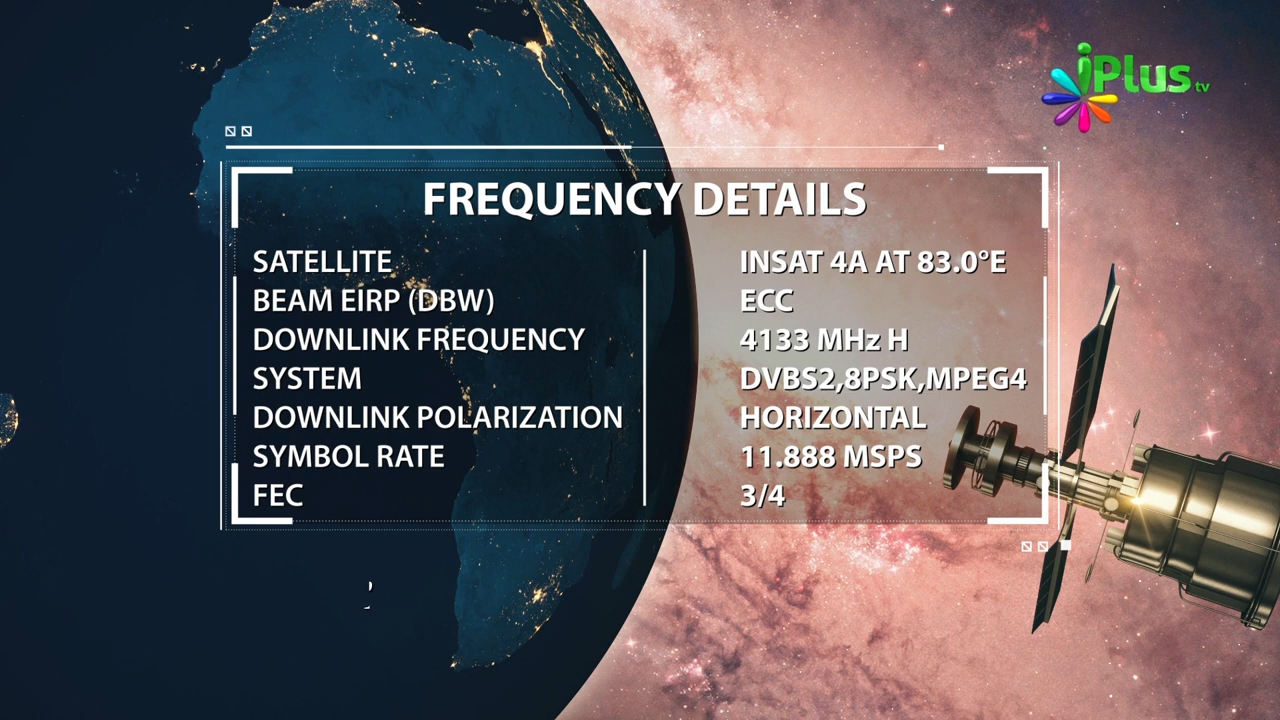 iPlus tv
FREQUENCY DETAILS
SATELLITE INSAT 4A AT 83.0°E
BEAM EIRP (DBW) ECC
DOWNLINK FREQUENCY 4133 MHz H
SYSTEM DVBS2,8PSK,MPEG4
DOWNLINK POLARIZATION HORIZONTAL
SYMBOL RATE 11.888 MSPS
FEC 3/4